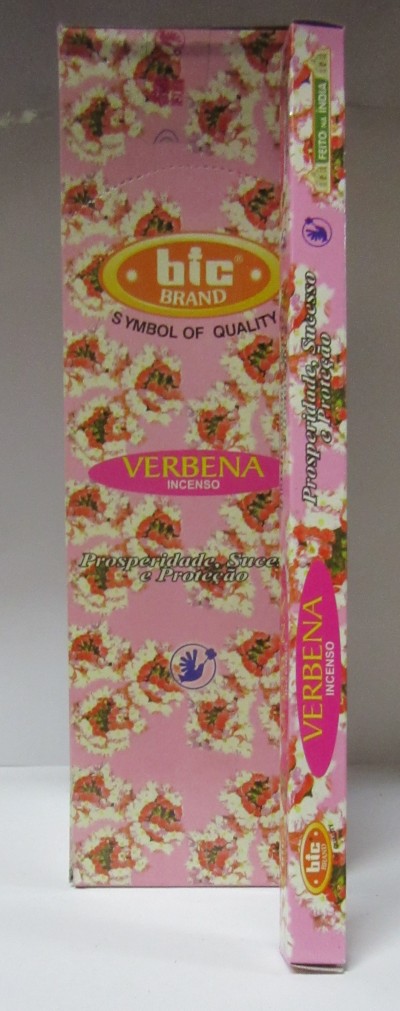 bic®
BRAND
SYMBOL OF QUALITY
VERBENA
INCENSO
Prosperidade, Suce
e Proteção
FEITO NA INDIA
Prosperidade, Sucesso
e Proteção
VERBENA
INCENSO
bic
BRAND